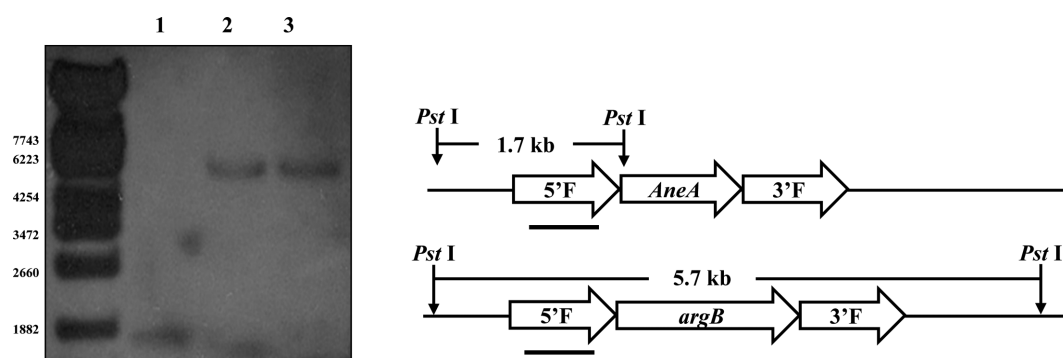 1 2 3
7743
6223
4254
3472
2660
1882
Pst I Pst I
1.7 kb
5’F AneA 3’F
Pst I Pst I
5.7 kb
5’F argB 3’F